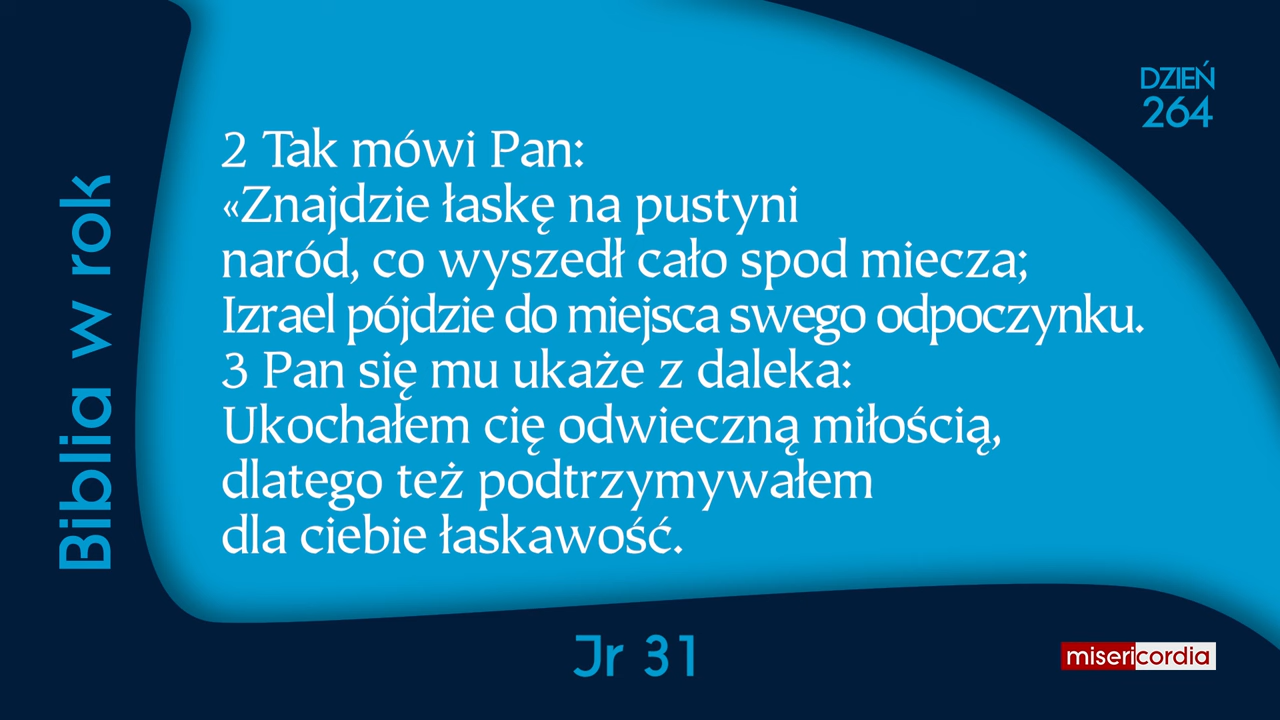 DZIEŃ
264
Biblia w rok
2 Tak mówi Pan:
«Znajdzie łaskę na pustyni
naród, co wyszedł cało spod miecza;
Izrael pójdzie do miejsca swego odpoczynku.
3 Pan się mu ukaże z daleka:
Ukochałem cię odwieczną miłością,
dlatego też podtrzymywałem
dla ciebie łaskawość.
Jr 31
misericordia